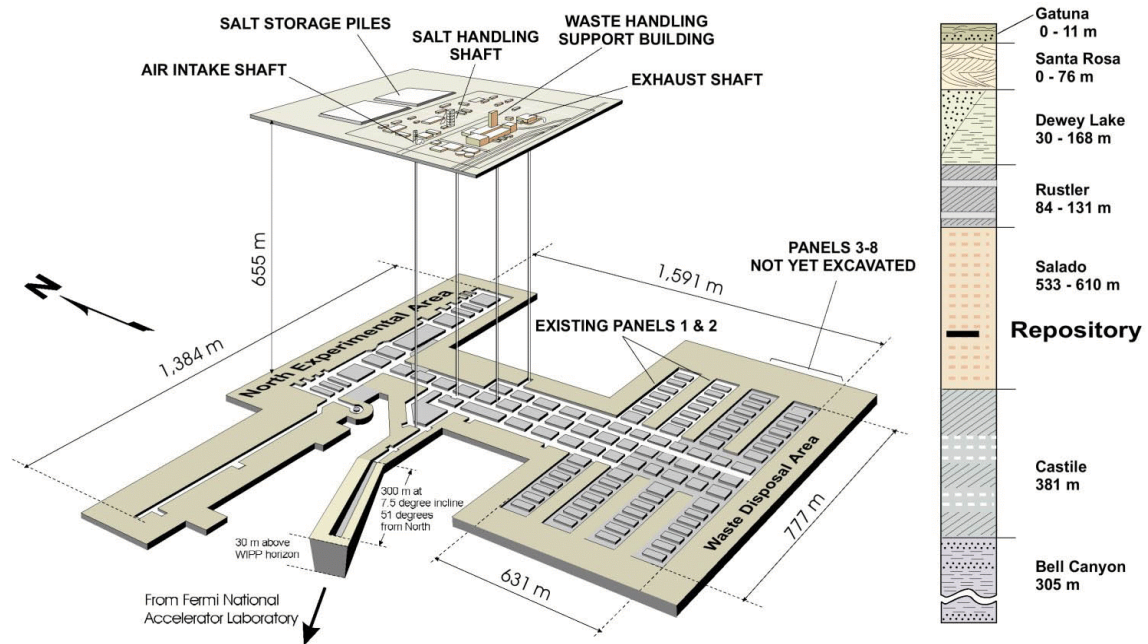 SALT STORAGE PILES
SALT HANDLING
SHAFT
WASTE HANDLING
SUPPORT BUILDING
AIR INTAKE SHAFT
EXHAUST SHAFT
655 m
N
1,384 m
North Experimental Area
1,591 m
PANELS 3-8
NOT YET EXCAVATED
EXISTING PANELS 1 & 2
300 m at
7.5 degree incline
51 degrees
from North
30 m above
WIPP horizon
From Fermi National
Accelerator Laboratory
631 m
777 m
Waste Disposal Area
Gatuna
0 - 11 m
Santa Rosa
0 - 76 m
Dewey Lake
30 - 168 m
Rustler
84 - 131 m
Salado
533 - 610 m
Repository
Castile
381 m
Bell Canyon
305 m